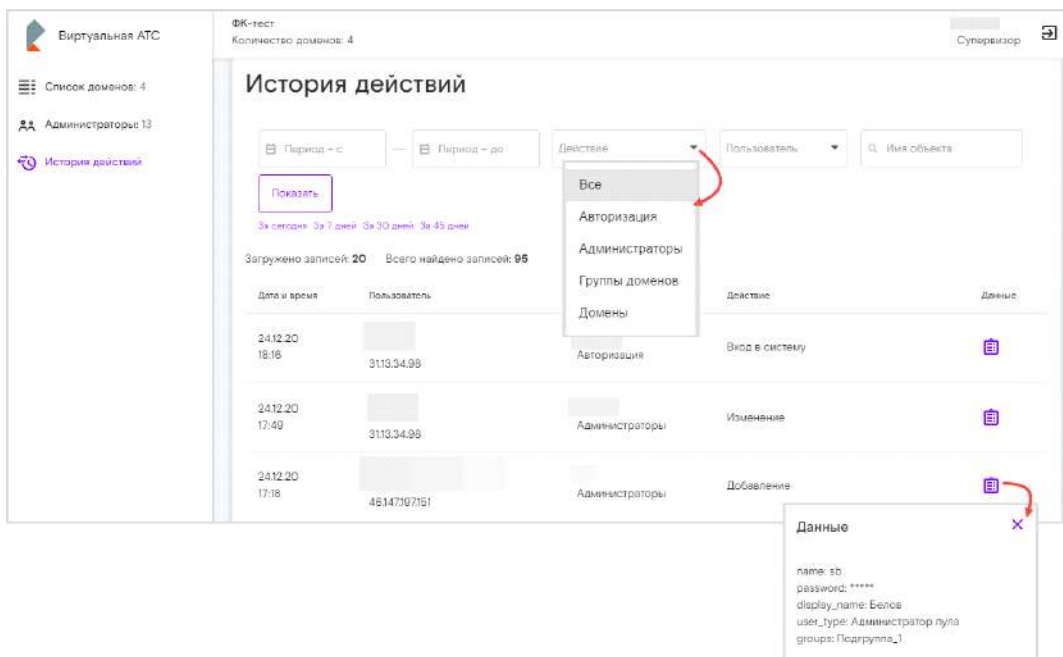 Виртуальная АТС
ФК-тест
Количество доменов: 4
Супервизор
Список доменов: 4
Администраторы: 13
История действий
История действий
Период – с — Период – до Действие Пользователь Имя объекта
Показать
За сегодня За 7 дней За 30 дней За 45 дней
Все
Авторизация
Администраторы
Группы доменов
Домены
Загружено записей: 20 Всего найдено записей: 95
Дата и время Пользователь Действие Данные
24.12.20
18:16
31.13.34.98
Авторизация
Вход в систему
24.12.20
17:49
31.13.34.98
Администраторы
Изменение
24.12.20
17:18
46.147.197.151
Администраторы
Добавление
Данные
name: sb
password: *****
display_name: Белов
user_type: Администратор пула
groups: Подгруппа_1